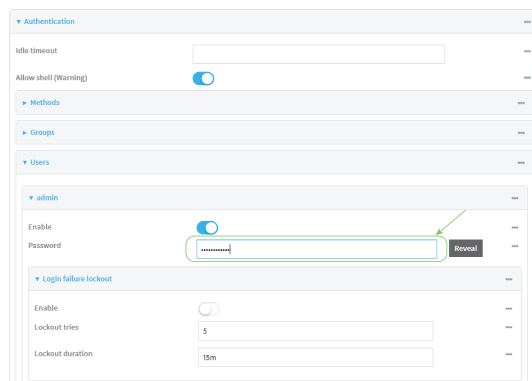 Authentication
Idle timeout
Allow shell (Warning)
Methods
Groups
Users
admin
Enable
Password ············ Reveal
Login failure lockout
Enable
Lockout tries 5
Lockout duration 15m